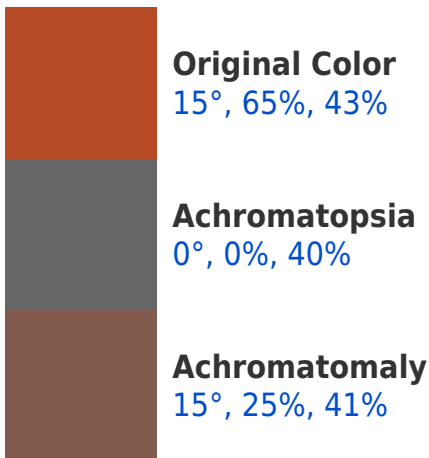 Original Color
15°, 65%, 43%
Achromatopsia
0°, 0%, 40%
Achromatomaly
15°, 25%, 41%